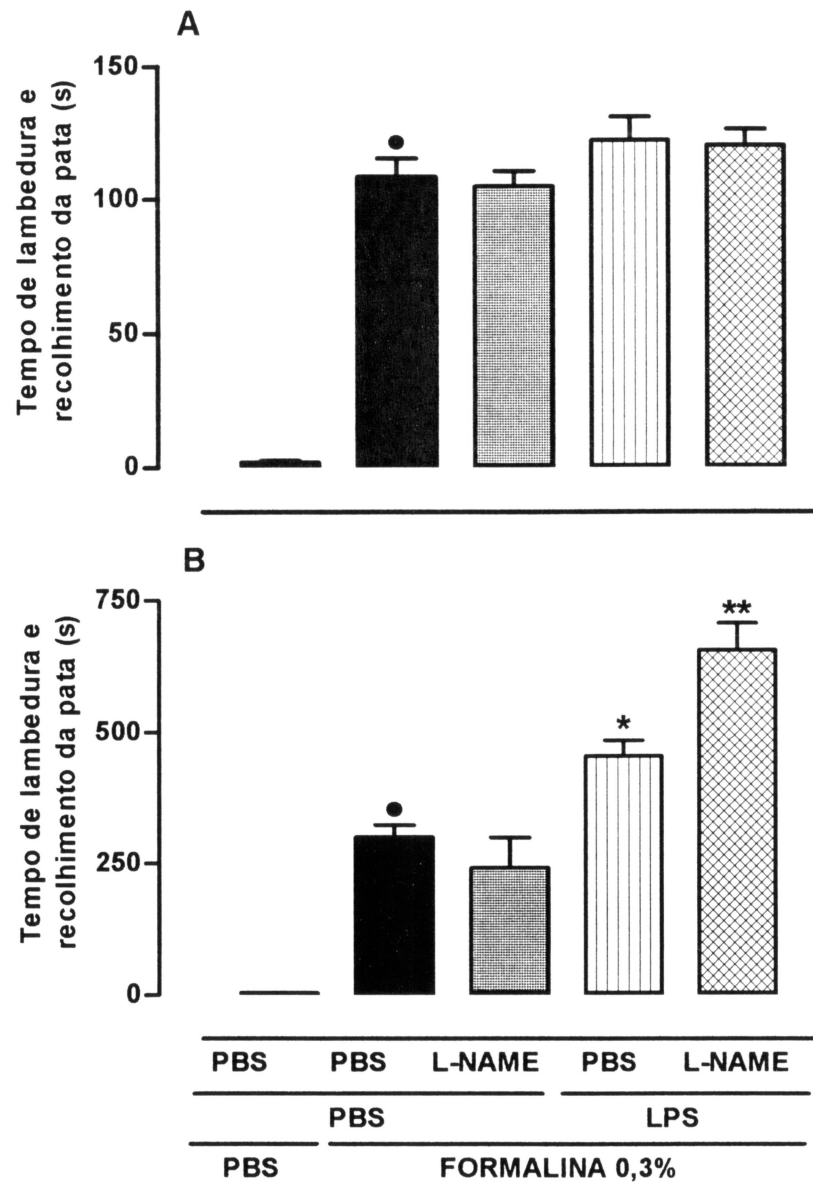 A
Tempo de lambedura e
recolhimento da pata (s)
150
100
50
0
●
B
Tempo de lambedura e
recolhimento da pata (s)
750
500
250
0
●
*
**
PBS PBS L-NAME PBS L-NAME
PBS LPS
PBS FORMALINA 0,3%